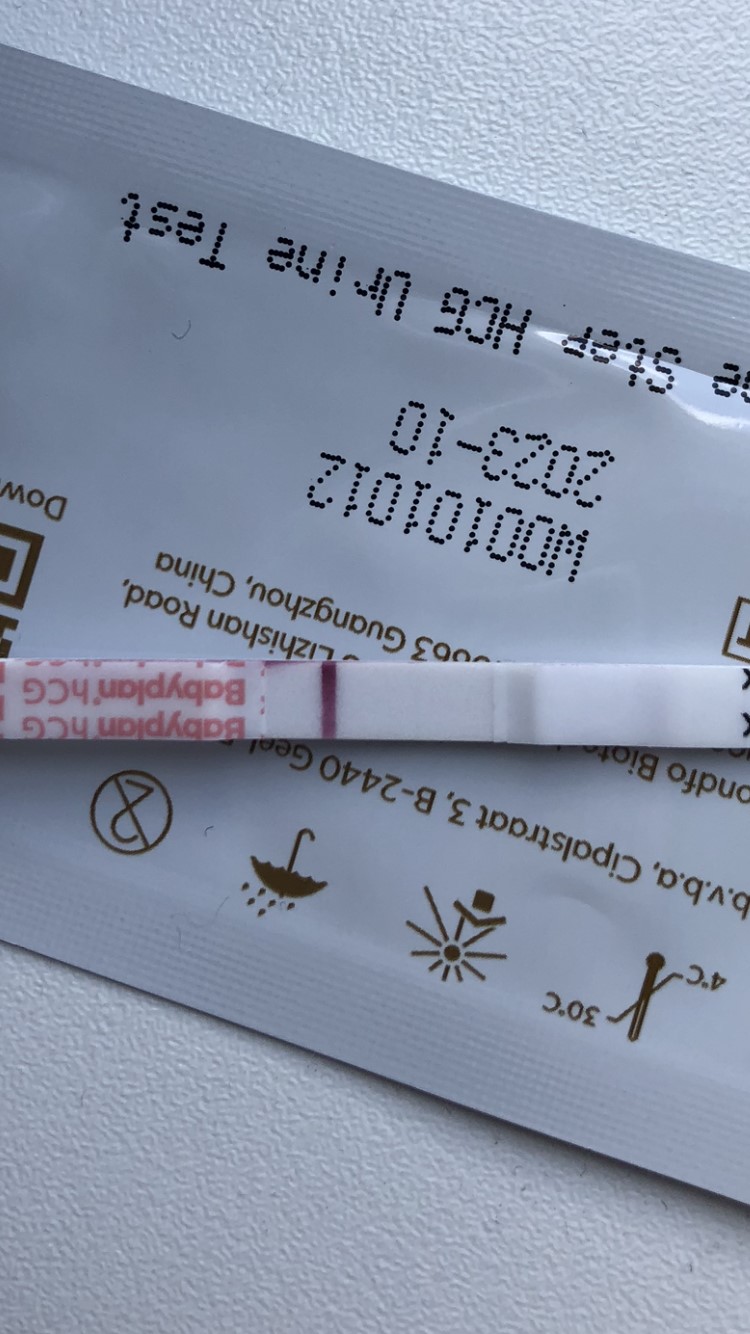 4°C 30°C
b.v.b.a, Cipalstraat 3, B-2440 Geel
Babyplan hCG
Babyplan hCG
Lizhishan Road,
Guangzhou, China
W00101012
2023-10
Step HCG Urine Test